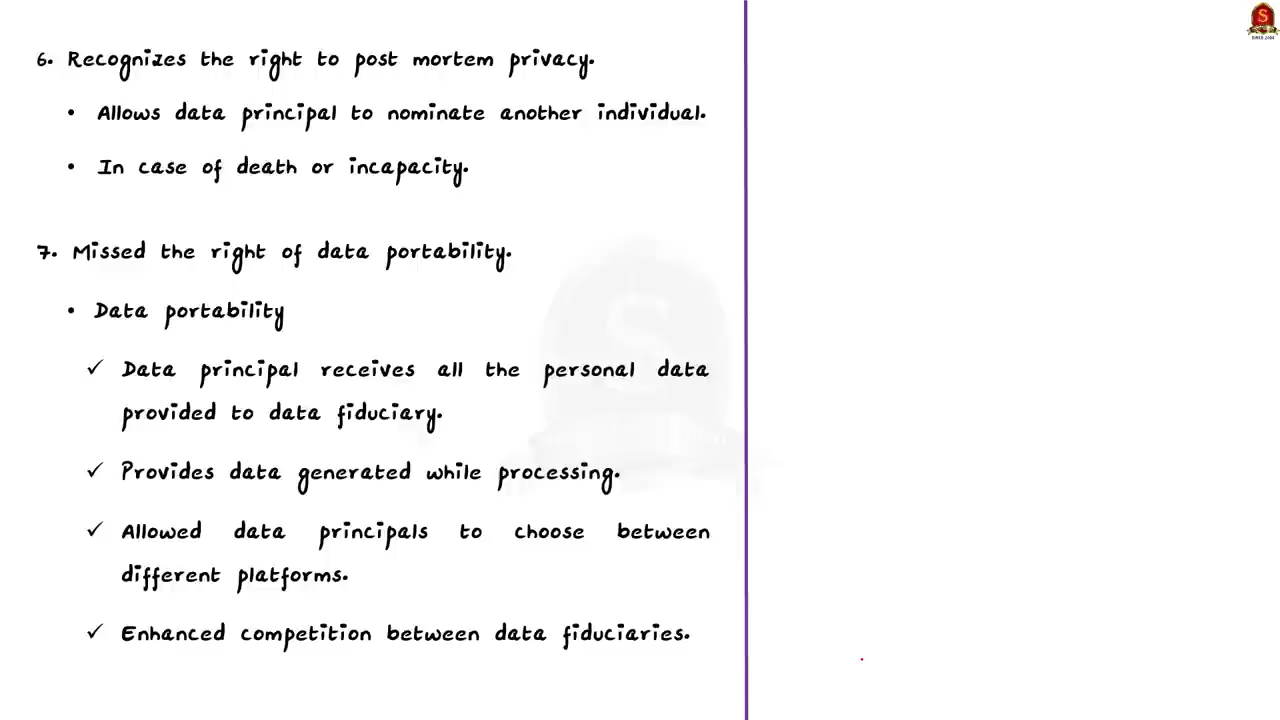 6. Recognizes the right to post mortem privacy.
• Allows data principal to nominate another individual.
• In case of death or incapacity.
7. Missed the right of data portability.
• Data portability
✓ Data principal receives all the personal data
provided to data fiduciary.
✓ Provides data generated while processing.
✓ Allowed data principals to choose between
different platforms.
✓ Enhanced competition between data fiduciaries.
S